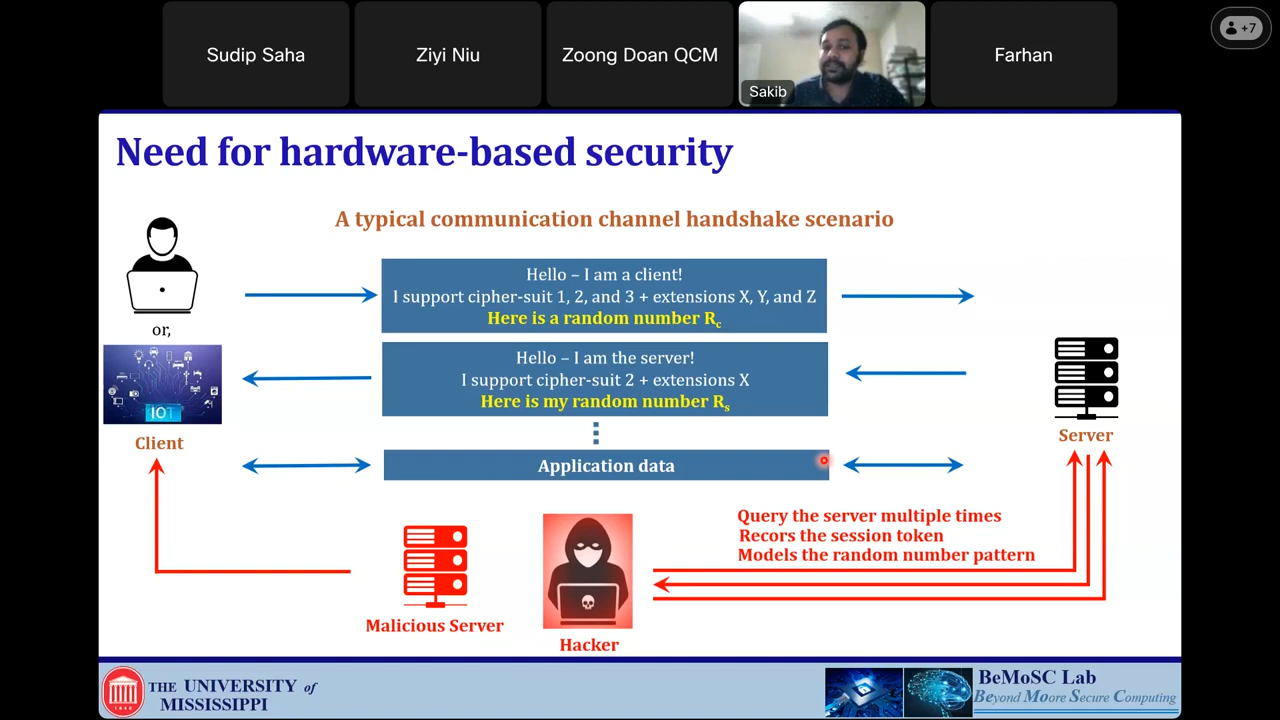 Sudip Saha
Ziyi Niu
Zoong Doan QCM
Sakib
Farhan
+7
Need for hardware-based security
A typical communication channel handshake scenario
Hello – I am a client!
I support cipher-suit 1, 2, and 3 + extensions X, Y, and Z
Here is a random number Rc
or,
Hello – I am the server!
I support cipher-suit 2 + extensions X
Here is my random number Rs
IOT
Client
Server
Application data
Query the server multiple times
Recors the session token
Models the random number pattern
Malicious Server
Hacker
THE UNIVERSITY of
MISSISSIPPI
1848
BeMoSC Lab
Beyond Moore Secure Computing